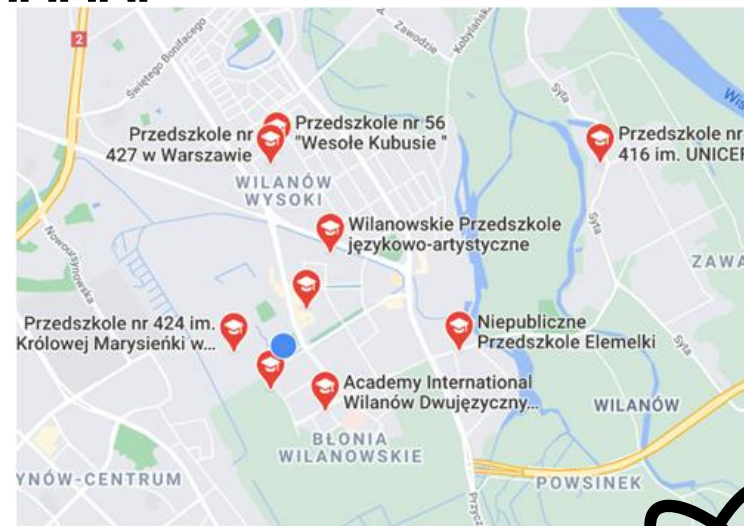 2
Świętego Bonifacego
Zawodzie
Kobylańska
Syta
Przedszkole nr
427 w Warszawie
Przedszkole nr 56
"Wesołe Kubusie "
Przedszkole nr
416 im. UNICEF
WILANÓW
WYSOKI
Wilanowskie Przedszkole
językowo-artystyczne
Syta
Nowoursynowska
ZAWA
Przedszkole nr 424 im.
Królowej Marysieńki w...
Niepubliczne
Przedszkole Elemelki
Syta
Academy International
Wilanów Dwujęzyczny...
WILANÓW
BŁONIA
WILANOWSKIE
YNÓW-CENTRUM
POWSINEK
Przycz